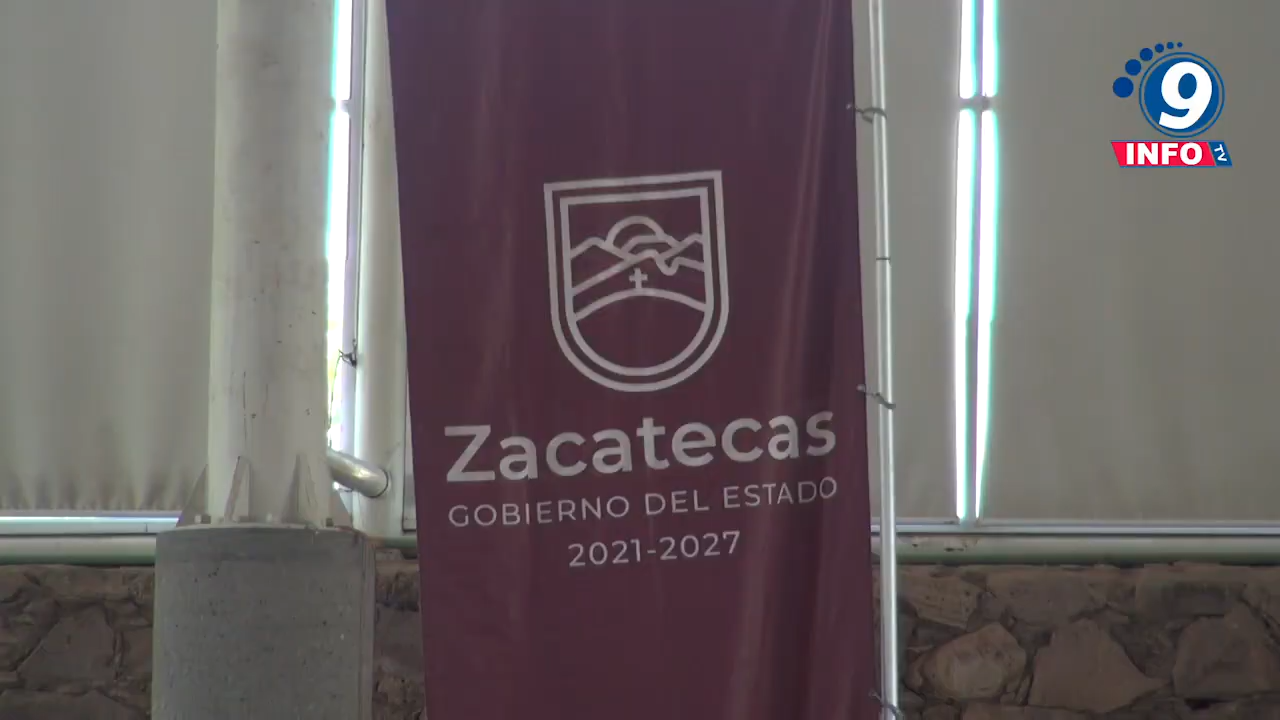 9
INFO
TV
Zacatecas
GOBIERNO DEL ESTADO
2021-2027